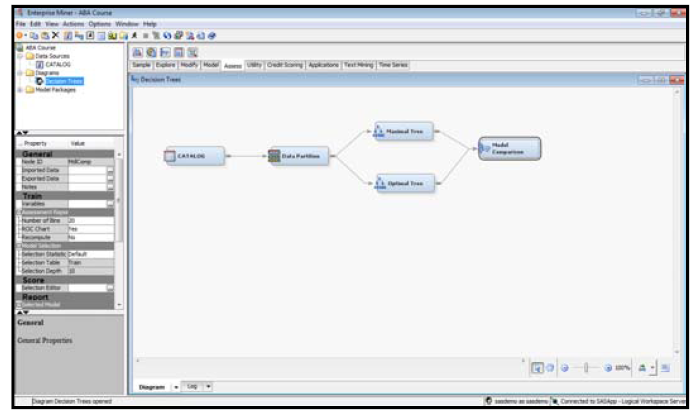 Enterprise Miner - ABA Course
File Edit View Actions Options Window Help
ABA Course
Data Sources
CATALOG
Diagrams
Decision Trees
Model Packages
Sample Explore Modify Model Assess Utility Credit Scoring Applications Text Mining Time Series
Decision Trees
CATALOG
Data Partition
Maximal Tree
Optimal Tree
Model Comparison
Property Value
General
Node ID MdlComp
Imported Data
Exported Data
Notes
Train
Variables
Number of Bins 20
ROC Chart Yes
Recompute No
Model Selection
Selection Statistic Default
Selection Table Train
Selection Depth 10
Score
Selection Editor
Report
General
General Properties
100%
Diagram Log
Diagram Decision Trees opened
sasdemo as sasdemo Connected to SASApp - Logical Workspace Server